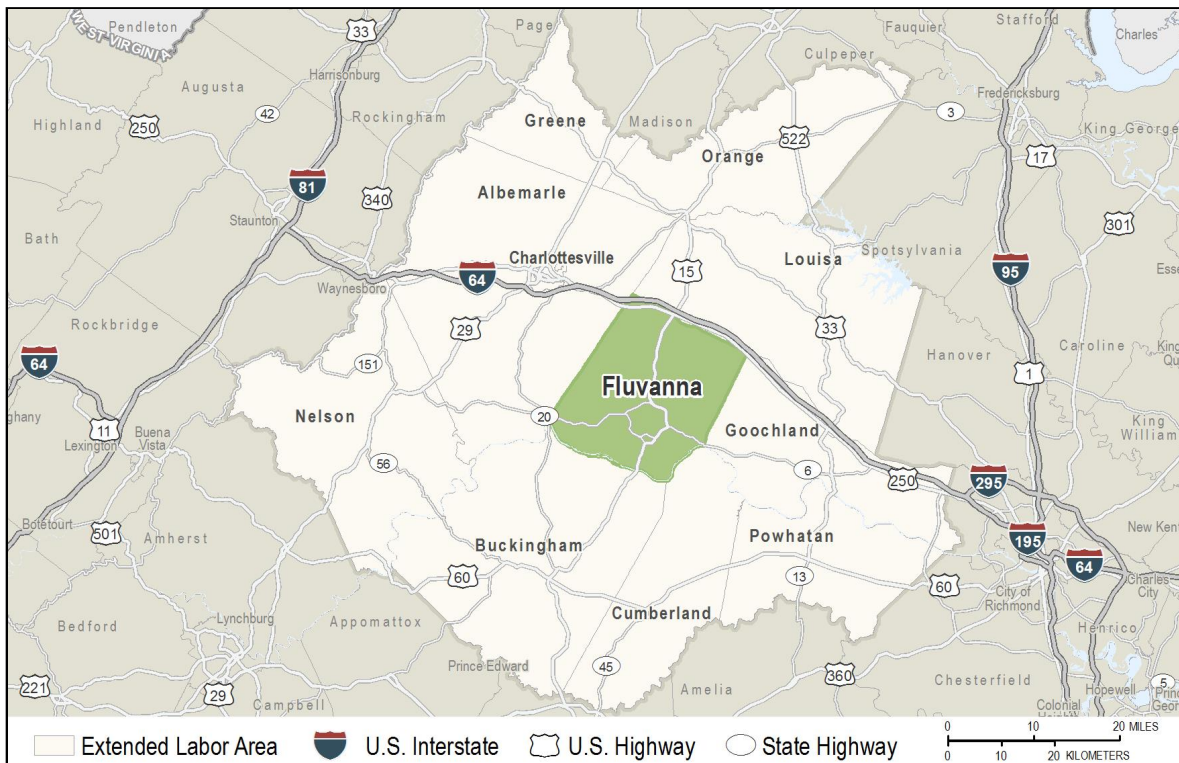 Pendleton
WEST VIRGINIA
33
Page
Fauquier
Stafford
Charles
Harrisonburg
Culpeper
Augusta
42
Rockingham
Greene
Madison
3
Fredericksburg
Highland
250
522
King George
Orange
17
81
Albemarle
340
Staunton
301
Bath
Charlottesville
Louisa
Spotsylvania
Waynesboro
64
15
95
Rockbridge
29
33
Hanover
Caroline
64
151
1
Fluvanna
Nelson
20
11
Lexington
Buena
Vista
Goochland
King
William
56
6
250
295
Botetourt
501
Amherst
Buckingham
Powhatan
195
64
60
13
60
City of
Richmond
Charles
City
Lynchburg
Appomattox
Cumberland
Bedford
Henrico
Prince Edward
45
360
221
29
Amelia
Chesterfield
Hopewell
5
Campbell
Colonial
Extended Labor Area
U.S. Interstate
U.S. Highway
State Highway
0 10 20 MILES
0 10 20 KILOMETERS